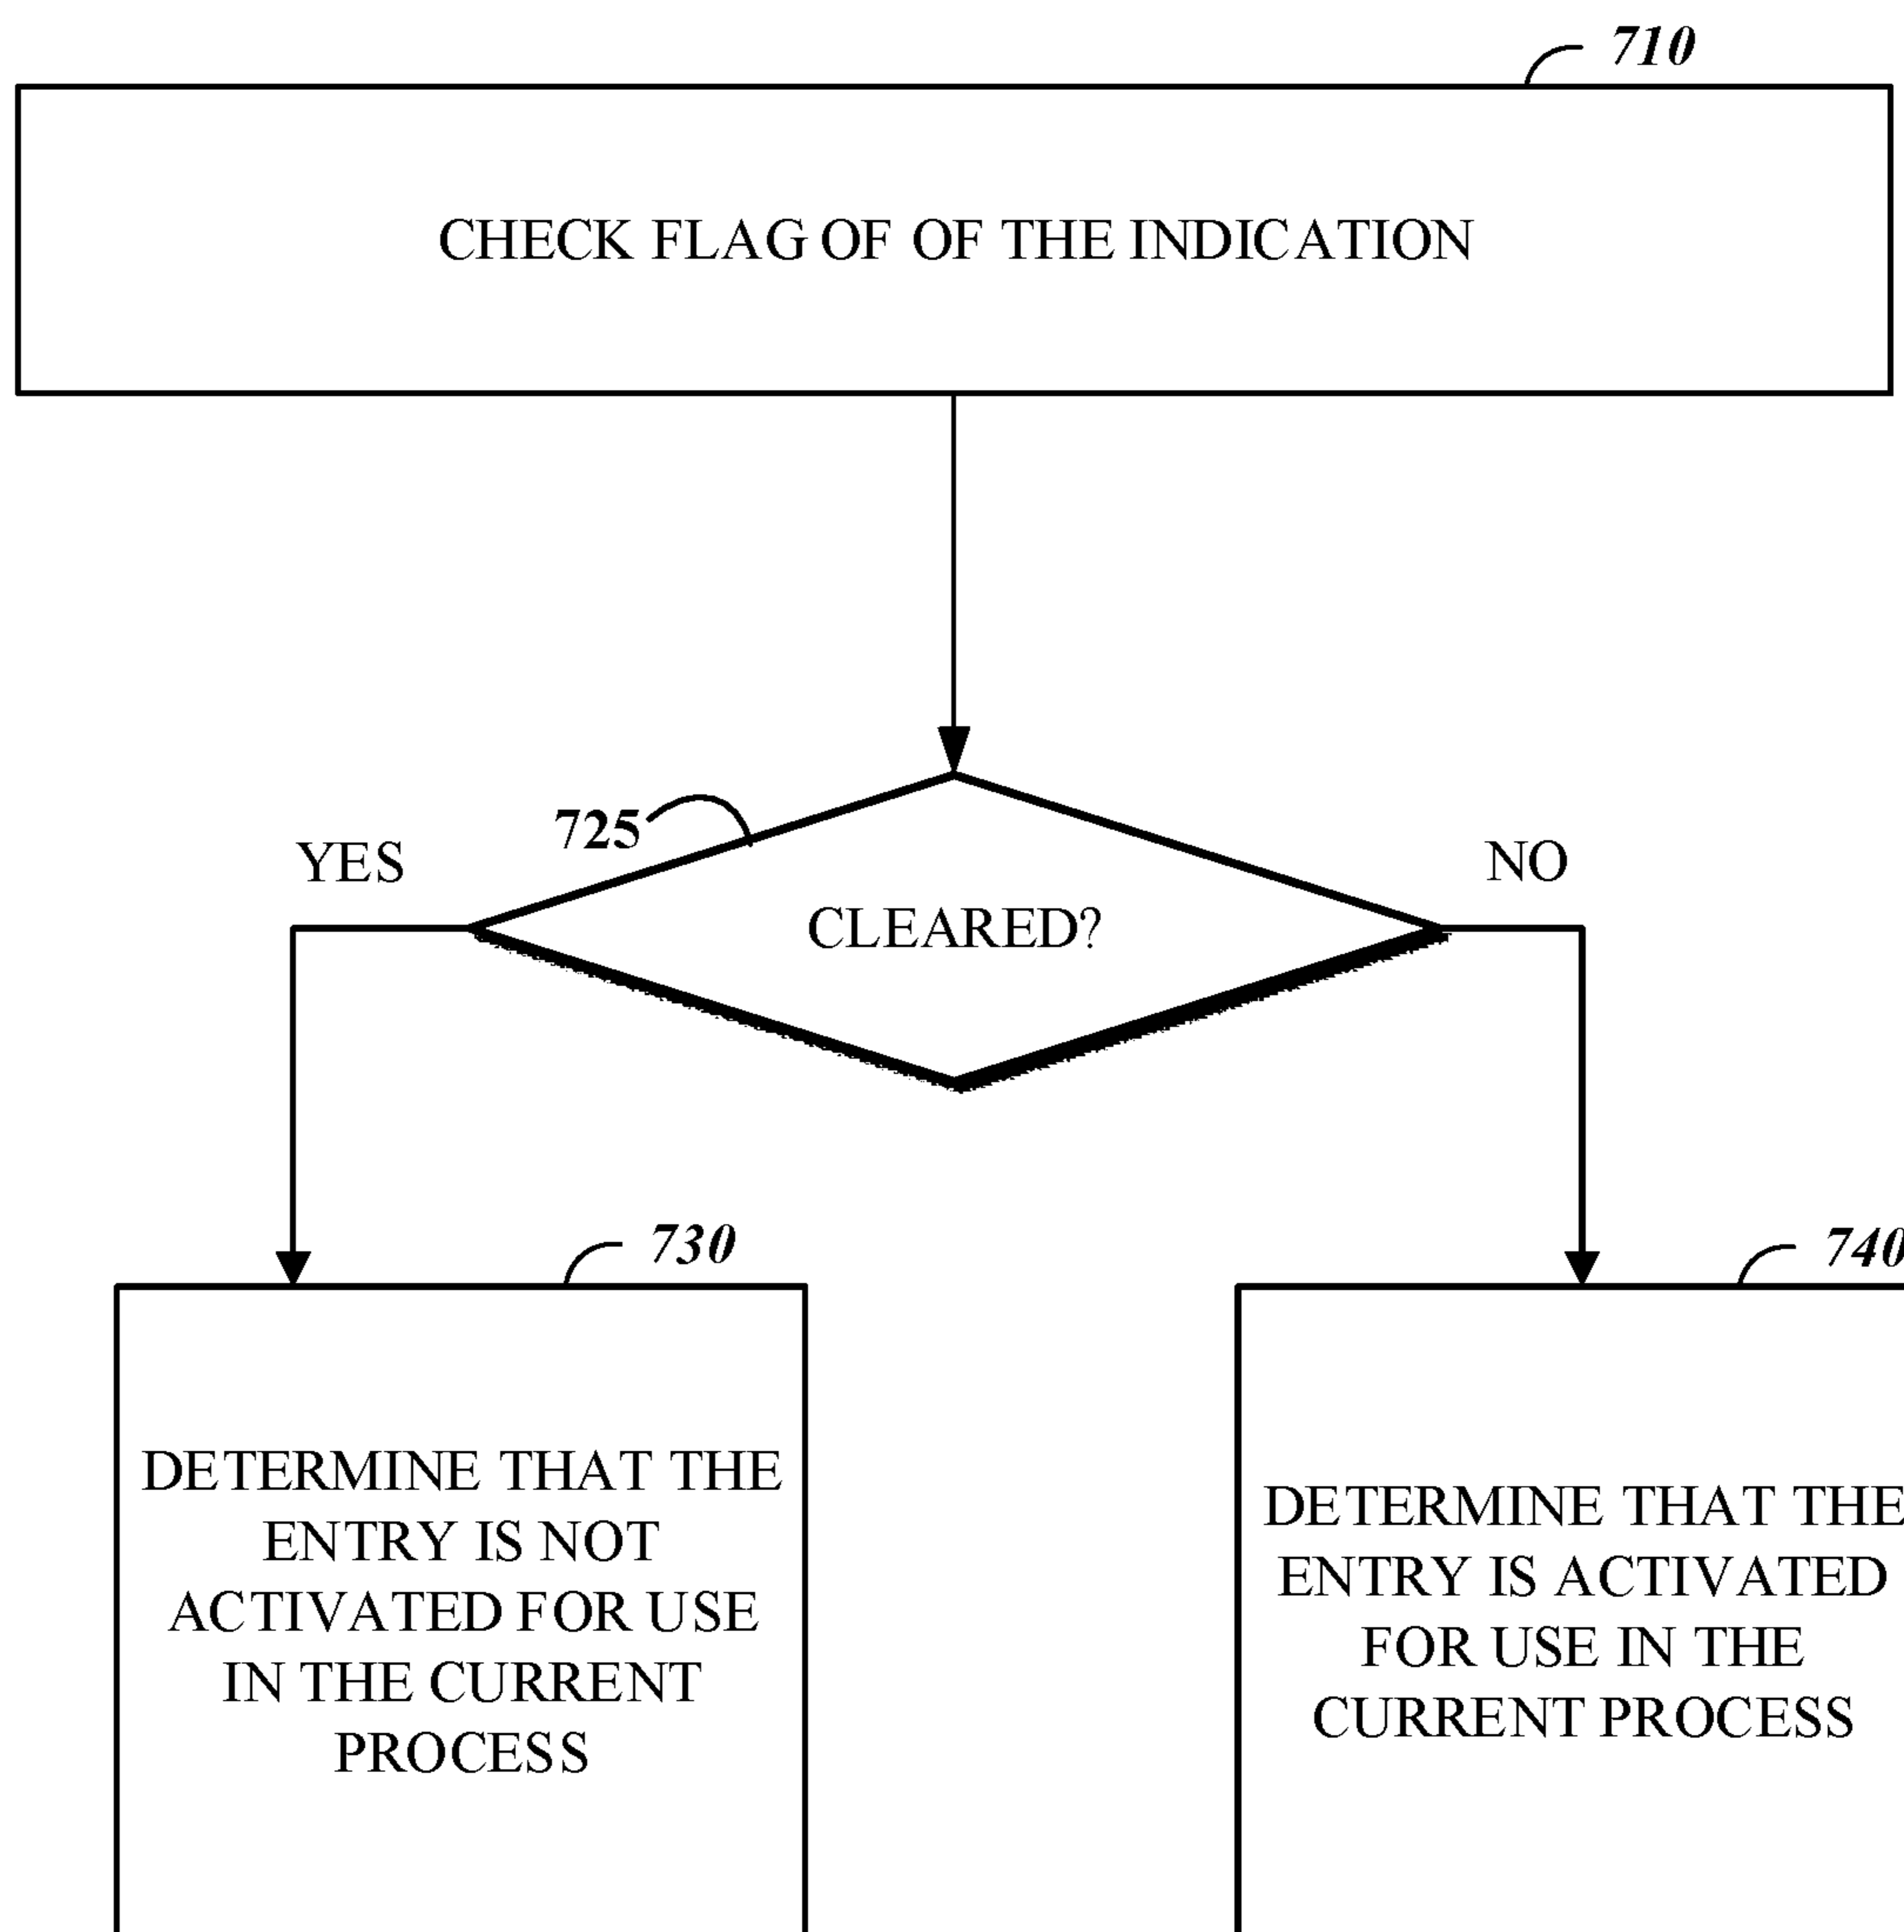 710
CHECK FLAG OF OF THE INDICATION
725
YES
NO
CLEARED?
730
740
DETERMINE THAT THE
ENTRY IS NOT
ACTIVATED FOR USE
IN THE CURRENT
PROCESS
DETERMINE THAT THE
ENTRY IS ACTIVATED
FOR USE IN THE
CURRENT PROCESS